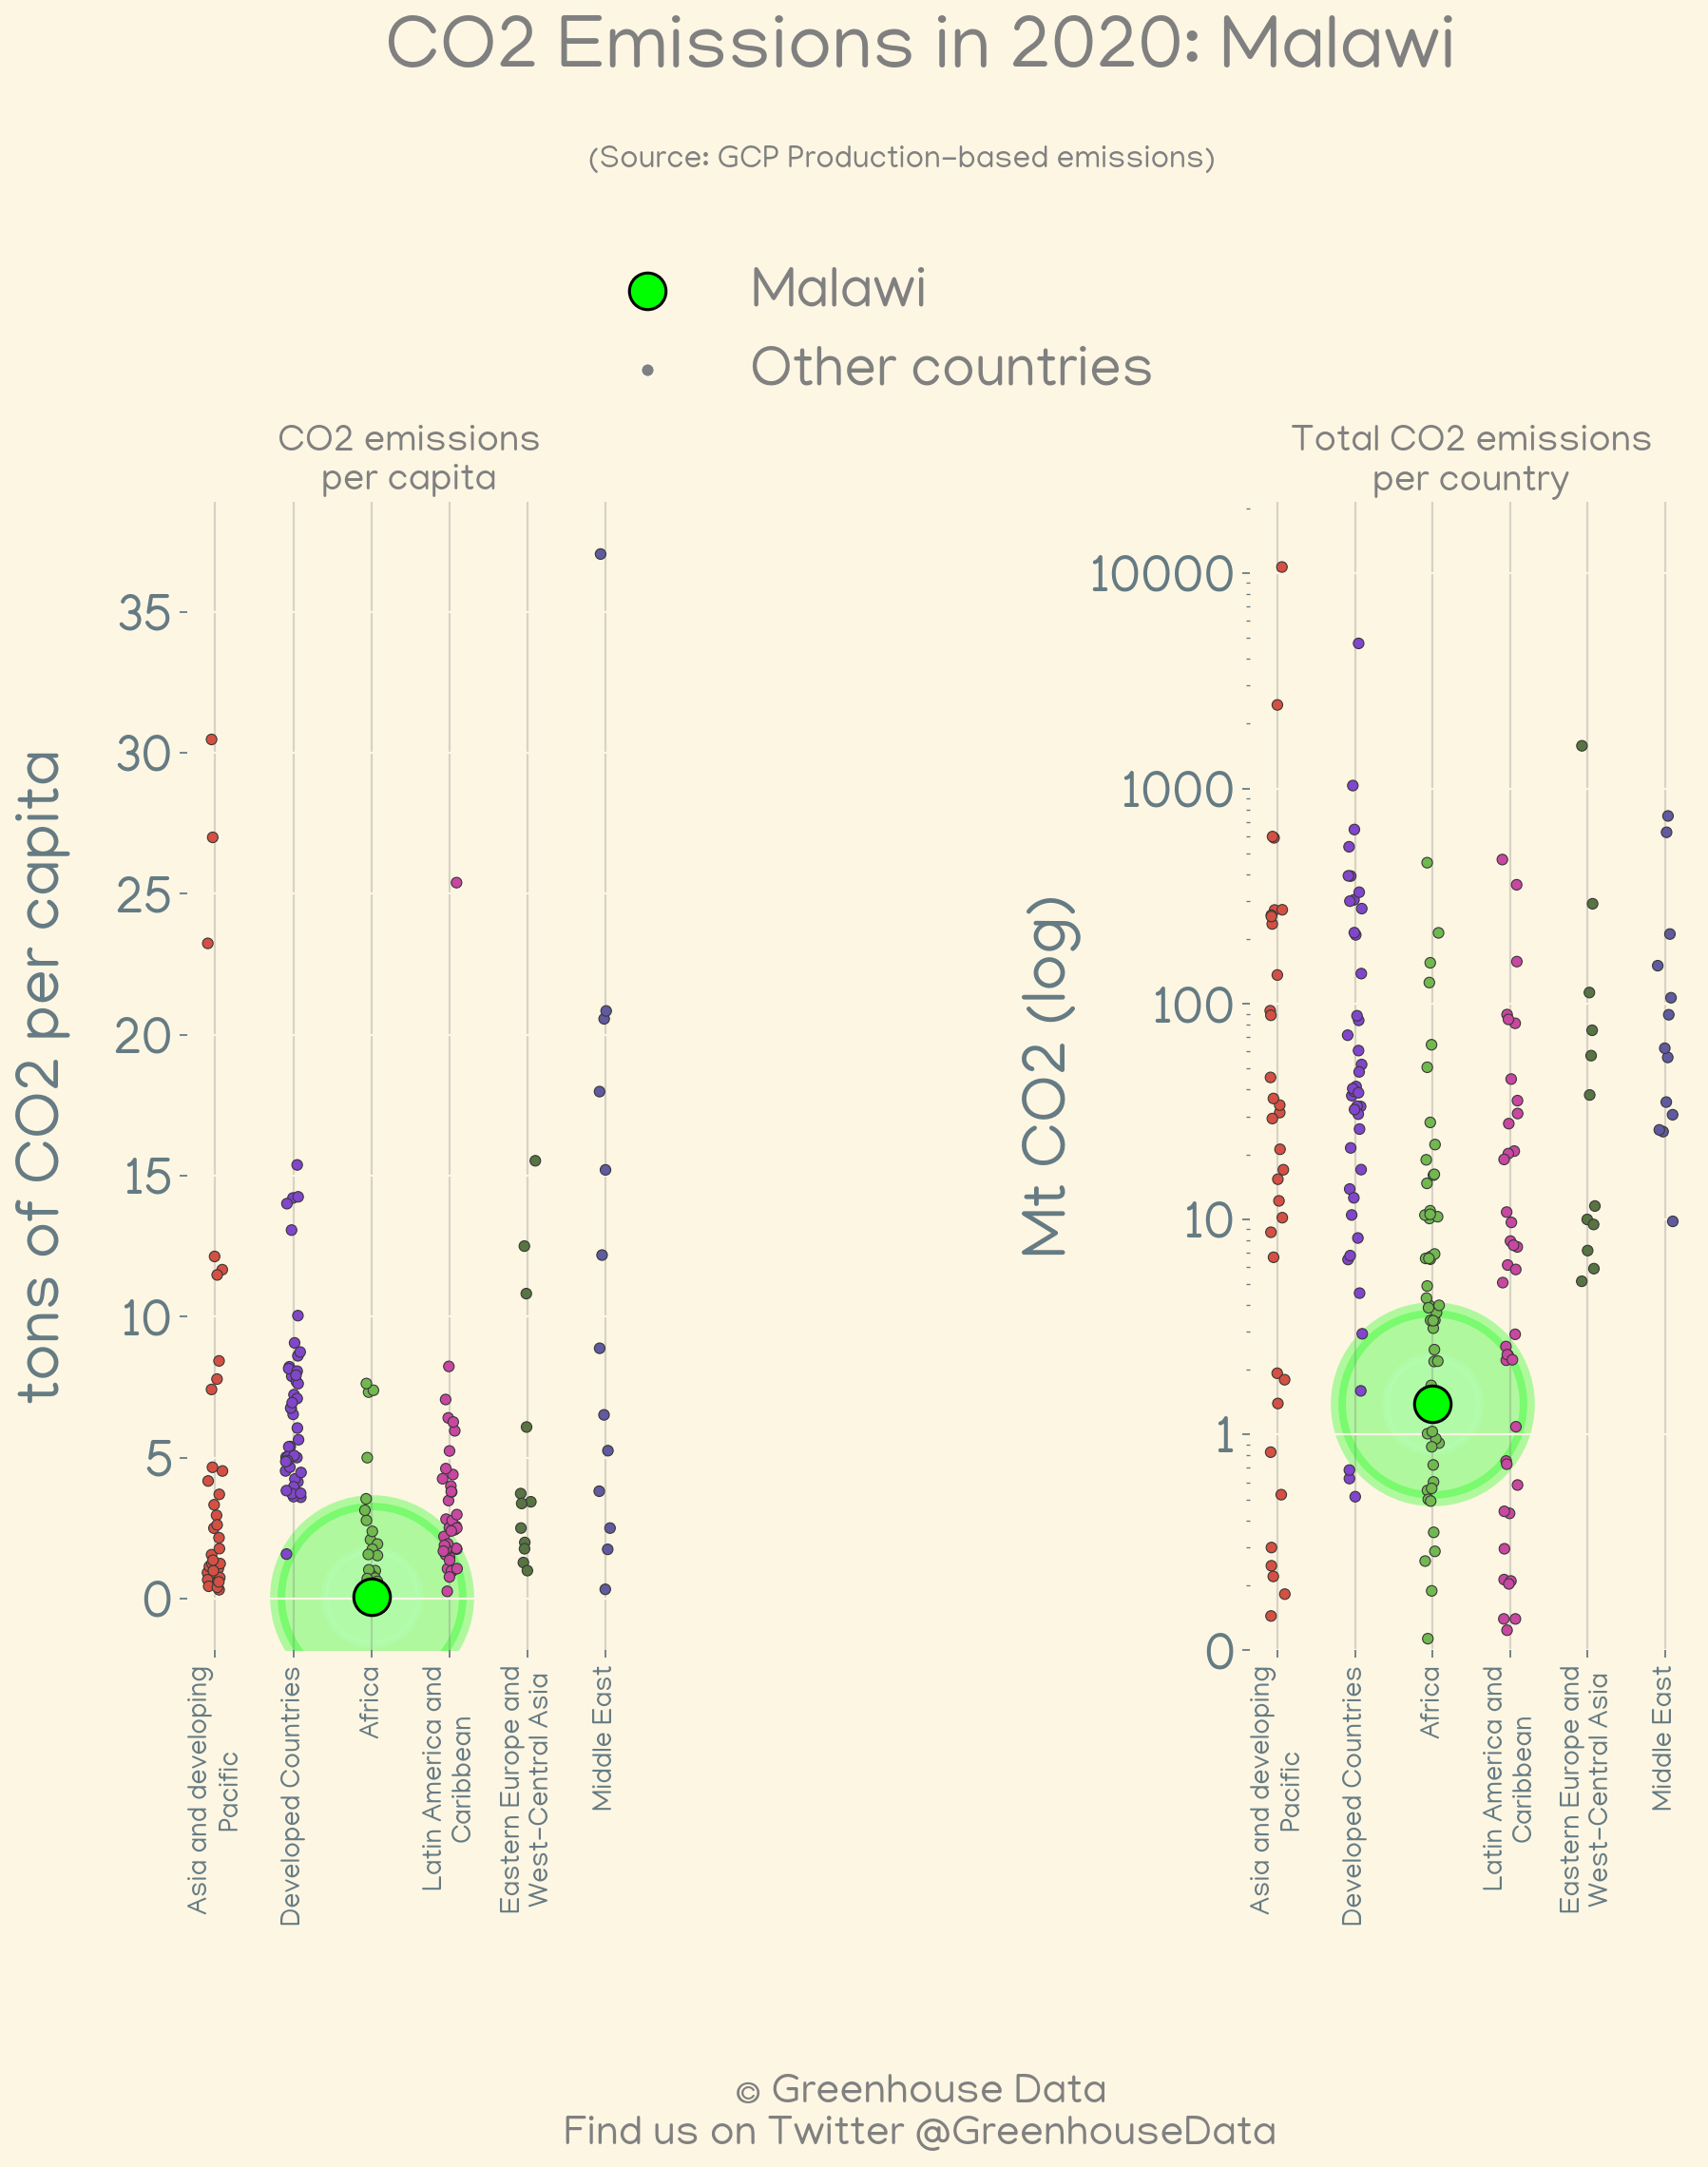 CO2 Emissions in 2020: Malawi
(Source: GCP Production-based emissions)
Malawi
Other countries
CO2 emissions
per capita
tons of CO2 per capita
35
30
25
20
15
10
5
0
Asia and developing
Pacific
Developed Countries
Africa
Latin America and
Caribbean
Eastern Europe and
West-Central Asia
Middle East
Total CO2 emissions
per country
Mt CO2 (log)
10000
1000
100
10
1
0
Asia and developing
Pacific
Developed Countries
Africa
Latin America and
Caribbean
Eastern Europe and
West-Central Asia
Middle East
© Greenhouse Data
Find us on Twitter @GreenhouseData